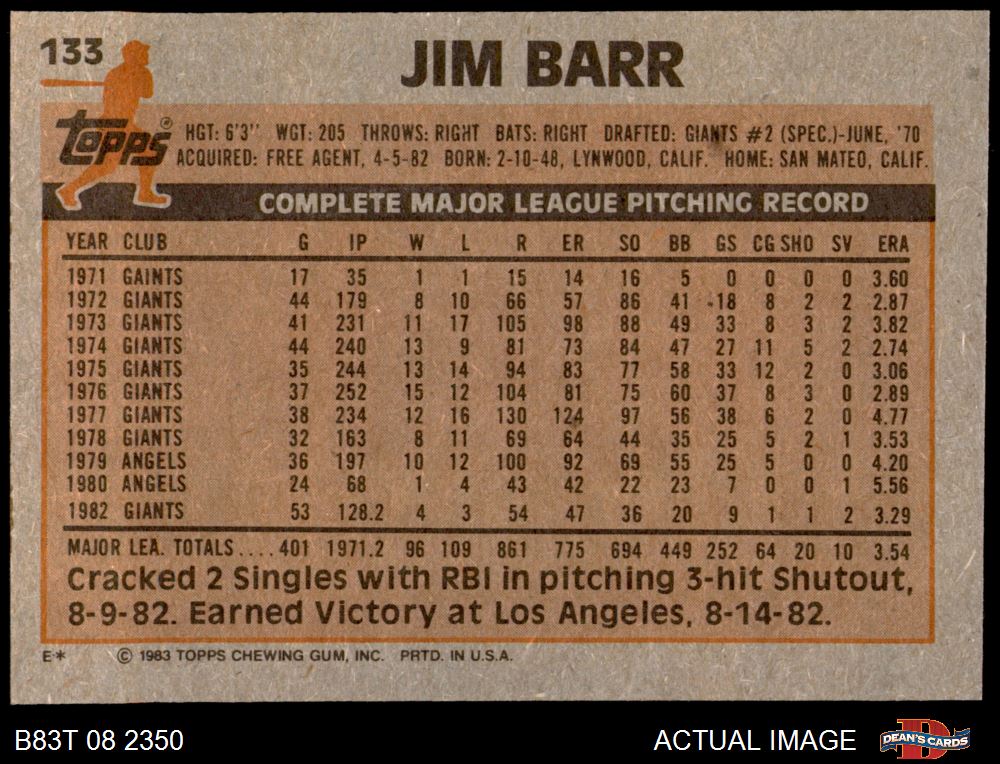 133
JIM BARR
Topps®
HGT: 6'3" WGT: 205 THROWS: RIGHT BATS: RIGHT DRAFTED: GIANTS #2 (SPEC.)-JUNE, '70
ACQUIRED: FREE AGENT, 4-5-82 BORN: 2-10-48, LYNWOOD, CALIF. HOME: SAN MATEO, CALIF.
COMPLETE MAJOR LEAGUE PITCHING RECORD
YEAR CLUB G IP W L R ER SO BB GS CG SHO SV ERA
1971 GAINTS 17 35 1 1 15 14 16 5 0 0 0 0 3.60
1972 GIANTS 44 179 8 10 66 57 86 41 18 8 2 2 2.87
1973 GIANTS 41 231 11 17 105 98 88 49 33 8 3 2 3.82
1974 GIANTS 44 240 13 9 81 73 84 47 27 11 5 2 2.74
1975 GIANTS 35 244 13 14 94 83 77 58 33 12 2 0 3.06
1976 GIANTS 37 252 15 12 104 81 75 60 37 8 3 0 2.89
1977 GIANTS 38 234 12 16 130 124 97 56 38 6 2 0 4.77
1978 GIANTS 32 163 8 11 69 64 44 35 25 5 2 1 3.53
1979 ANGELS 36 197 10 12 100 92 69 55 25 5 0 0 4.20
1980 ANGELS 24 68 1 4 43 42 22 23 7 0 0 1 5.56
1982 GIANTS 53 128.2 4 3 54 47 36 20 9 1 1 2 3.29
MAJOR LEA. TOTALS.... 401 1971.2 96 109 861 775 694 449 252 64 20 10 3.54
Cracked 2 Singles with RBI in pitching 3-hit Shutout,
8-9-82. Earned Victory at Los Angeles, 8-14-82.
E* © 1983 TOPPS CHEWING GUM, INC. PRTD. IN U.S.A.
B83T 08 2350 ACTUAL IMAGE D DEAN'S CARDS